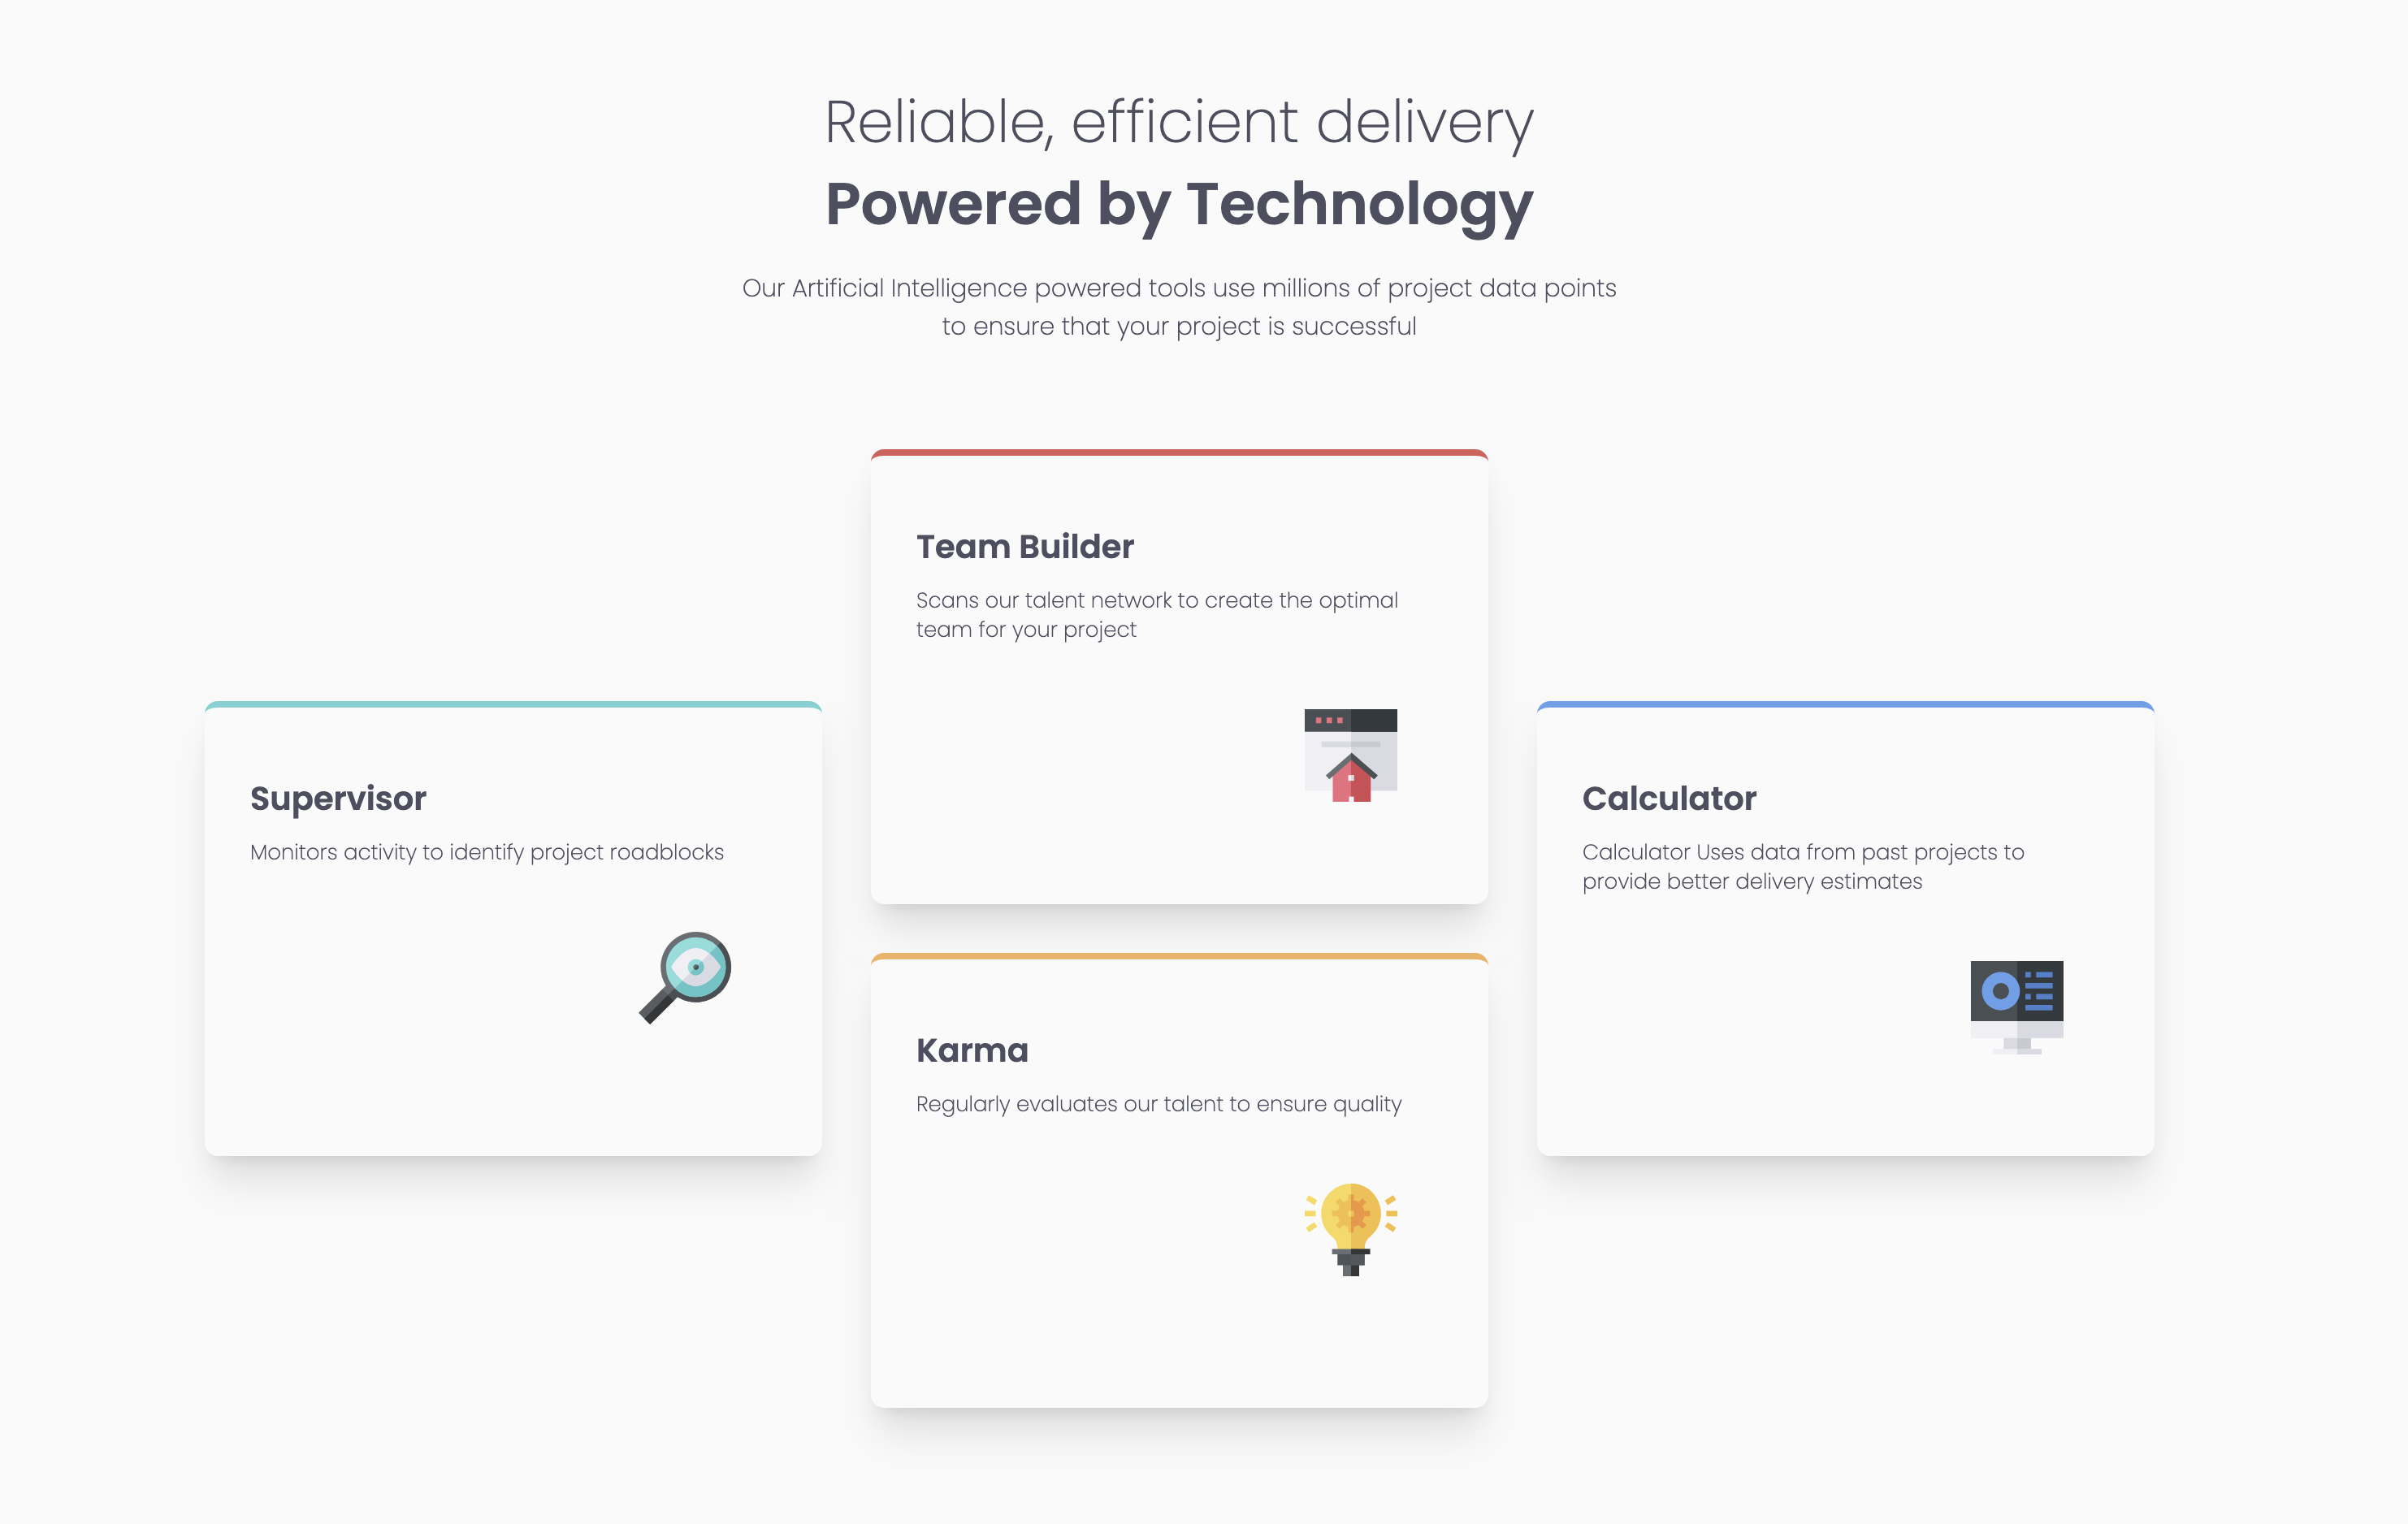 Reliable, efficient delivery
Powered by Technology
Our Artificial Intelligence powered tools use millions of project data points
to ensure that your project is successful
Supervisor
Monitors activity to identify project roadblocks
Team Builder
Scans our talent network to create the optimal
team for your project
Karma
Regularly evaluates our talent to ensure quality
Calculator
Calculator Uses data from past projects to
provide better delivery estimates